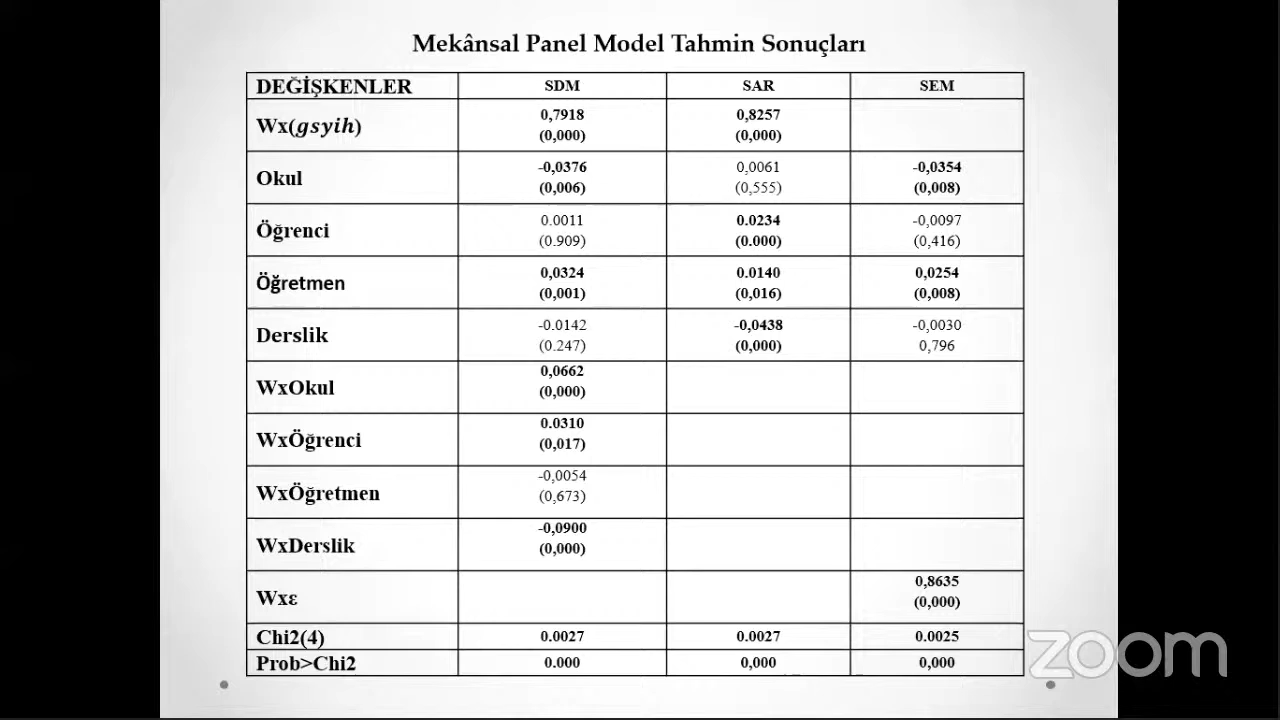 Mekânsal Panel Model Tahmin Sonuçları
DEĞİŞKENLER SDM SAR SEM
Wx(gsyih) 0,7918 0,8257
(0,000) (0,000)
Okul -0,0376 0,0061 -0,0354
(0,006) (0,555) (0,008)
Öğrenci 0.0011 0.0234 -0,0097
(0.909) (0.000) (0,416)
Öğretmen 0,0324 0.0140 0,0254
(0,001) (0,016) (0,008)
Derslik -0.0142 -0,0438 -0,0030
(0.247) (0,000) 0,796
WxOkul 0,0662
(0,000)
WxÖğrenci 0.0310
(0,017)
WxÖğretmen -0,0054
(0,673)
WxDerslik -0,0900
(0,000)
Wxε 0,8635
(0,000)
Chi2(4) 0.0027 0.0027 0.0025
Prob>Chi2 0.000 0,000 0,000
zoom